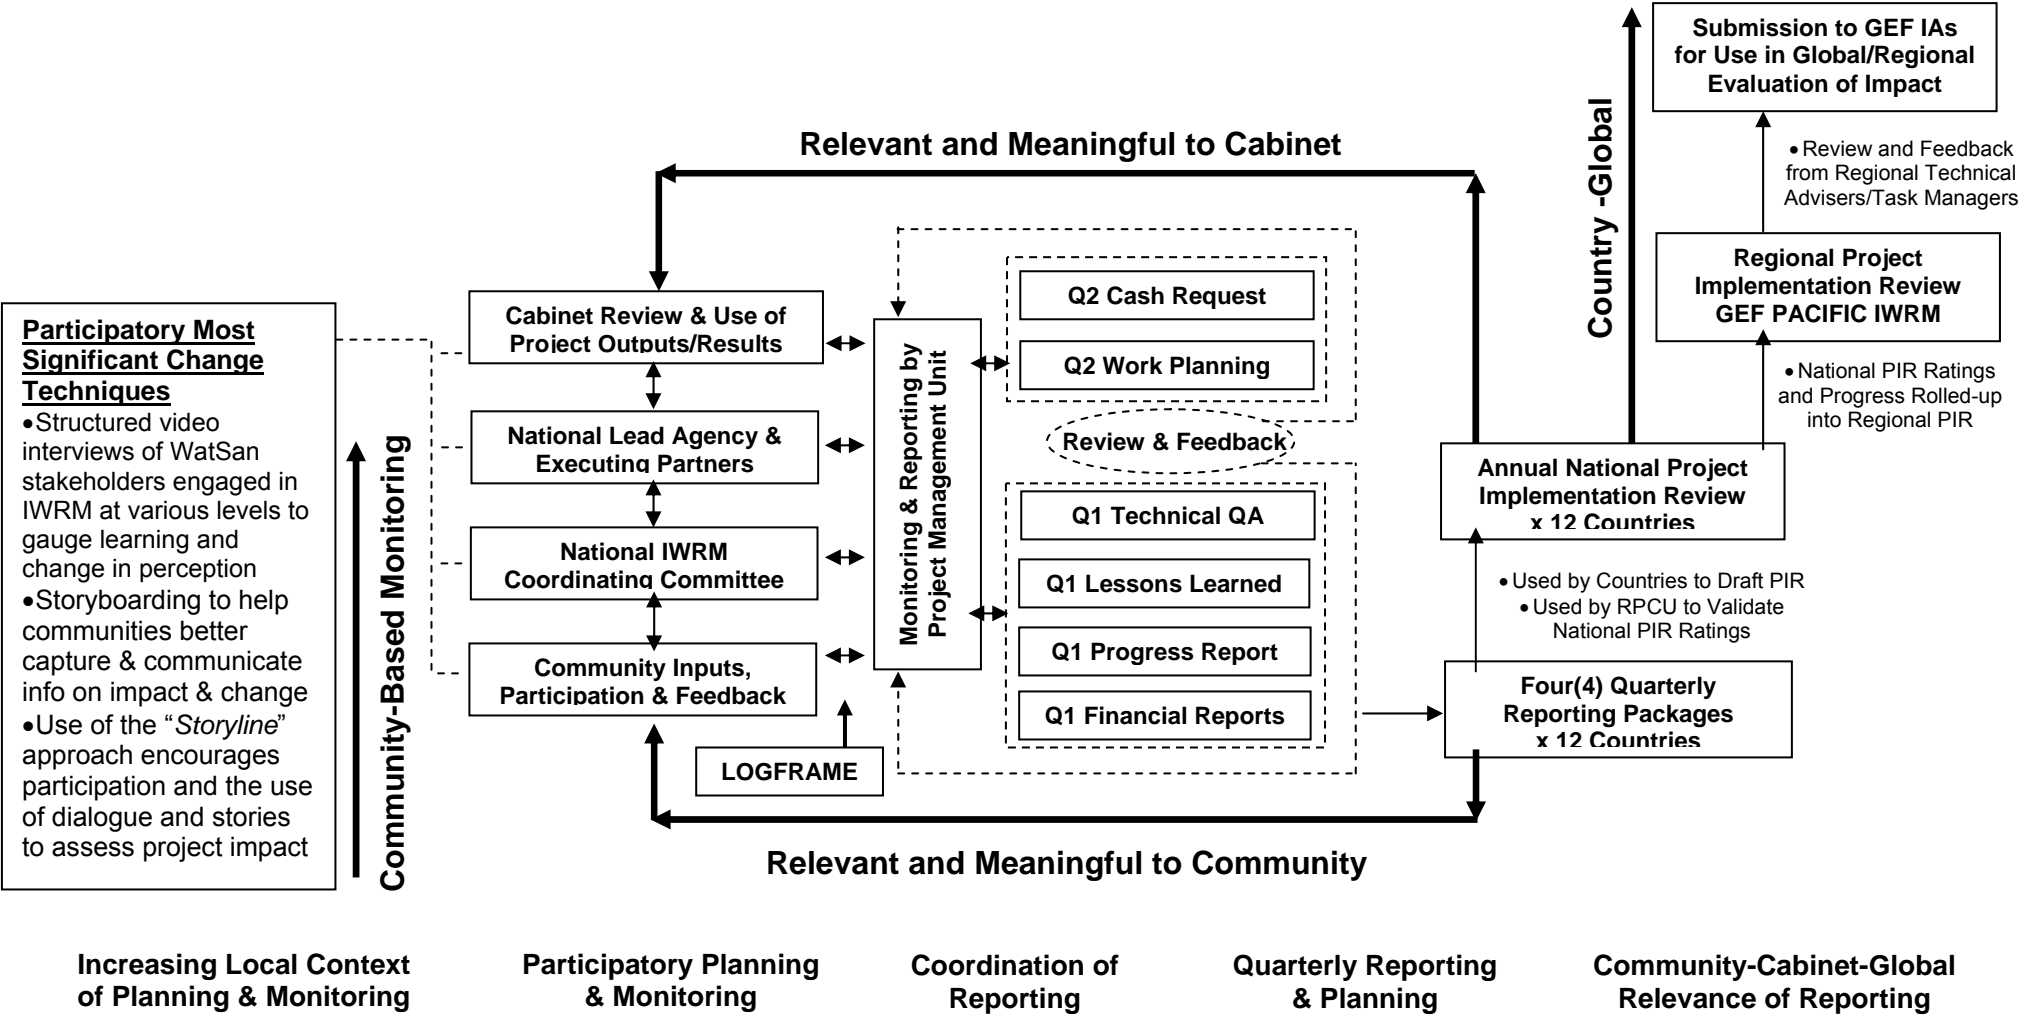 Submission to GEF IAs
for Use in Global/Regional
Evaluation of Impact
• Review and Feedback
from Regional Technical
Advisers/Task Managers
Country -Global
Regional Project
Implementation Review
GEF PACIFIC IWRM
• National PIR Ratings
and Progress Rolled-up
into Regional PIR
Annual National Project
Implementation Review
x 12 Countries
• Used by Countries to Draft PIR
• Used by RPCU to Validate
National PIR Ratings
Four(4) Quarterly
Reporting Packages
x 12 Countries
Relevant and Meaningful to Cabinet
Participatory Most
Significant Change
Techniques
•Structured video
interviews of WatSan
stakeholders engaged in
IWRM at various levels to
gauge learning and
change in perception
•Storyboarding to help
communities better
capture & communicate
info on impact & change
•Use of the “Storyline”
approach encourages
participation and the use
of dialogue and stories
to assess project impact
Community-Based Monitoring
Cabinet Review & Use of
Project Outputs/Results
National Lead Agency &
Executing Partners
National IWRM
Coordinating Committee
Community Inputs,
Participation & Feedback
LOGFRAME
Monitoring & Reporting by
Project Management Unit
Q2 Cash Request
Q2 Work Planning
Review & Feedback
Q1 Technical QA
Q1 Lessons Learned
Q1 Progress Report
Q1 Financial Reports
Relevant and Meaningful to Community
Increasing Local Context
of Planning & Monitoring
Participatory Planning
& Monitoring
Coordination of
Reporting
Quarterly Reporting
& Planning
Community-Cabinet-Global
Relevance of Reporting